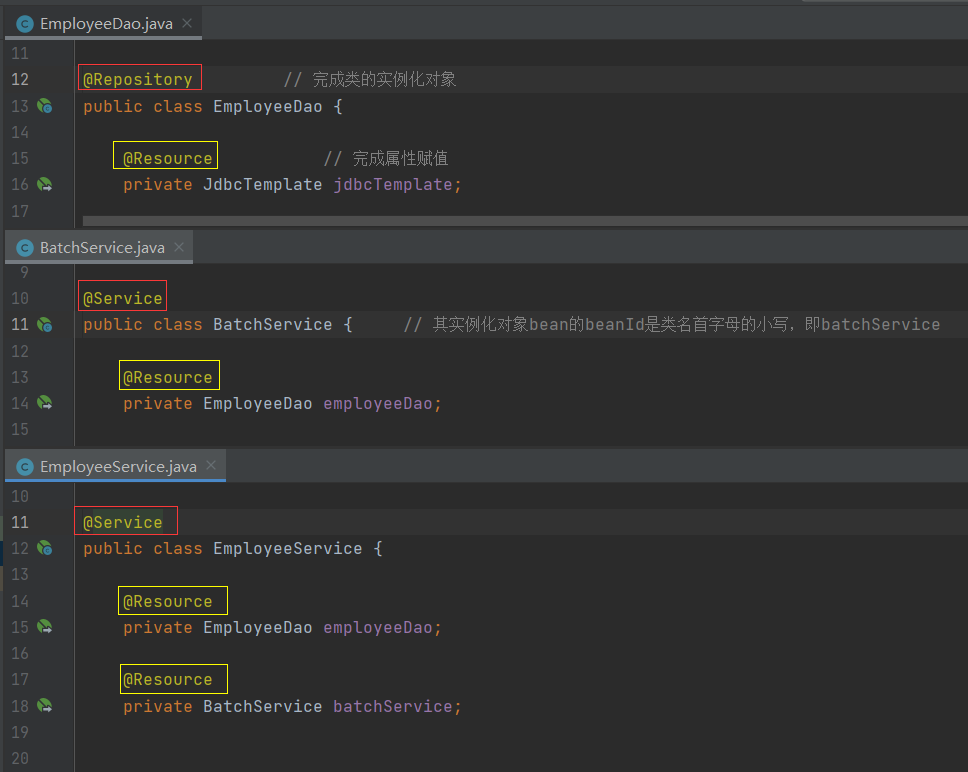 EmployeeDao.java
11
12 @Repository // 完成类的实例化对象
13 public class EmployeeDao {
14
15 @Resource // 完成属性赋值
16 private JdbcTemplate jdbcTemplate;
17
BatchService.java
9
10 @Service
11 public class BatchService { // 其实例化对象bean的beanId是类名首字母的小写，即batchService
12
13 @Resource
14 private EmployeeDao employeeDao;
15
EmployeeService.java
10
11 @Service
12 public class EmployeeService {
13
14 @Resource
15 private EmployeeDao employeeDao;
16
17 @Resource
18 private BatchService batchService;
19
20